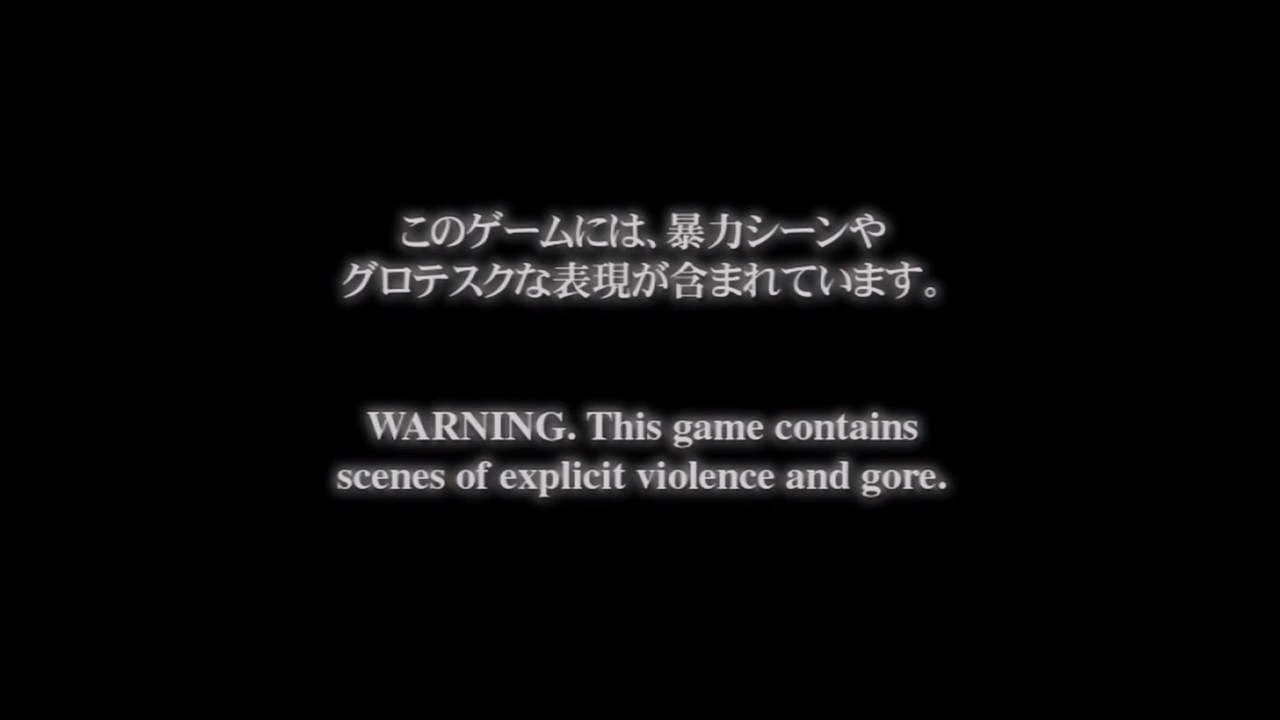 このゲームには、暴力シーンや
グロテスクな表現が含まれています。
WARNING. This game contains
scenes of explicit violence and gore.